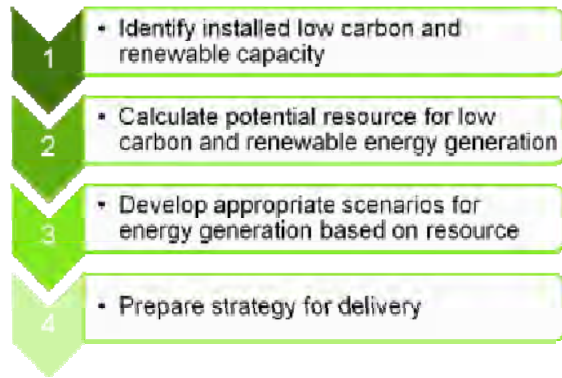 1
• Identify installed low carbon and
renewable capacity
2
• Calculate potential resource for low
carbon and renewable energy generation
3
• Develop appropriate scenarios for
energy generation based on resource
4
• Prepare strategy for delivery